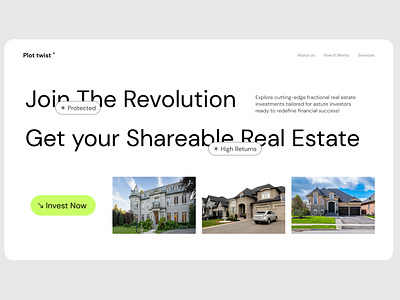 Plot twist *
About us
How It Works
Services
Join The Revolution
✶ Protected
Explore cutting-edge fractional real estate
investments tailored for astute investors
ready to redefine financial success!
Get your Shareable Real Estate
✶ High Returns
↘ Invest Now